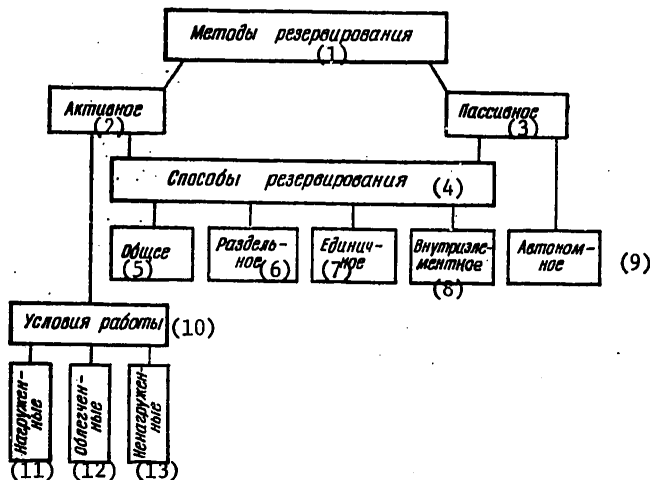 Методы резервирования
(1)
Активное
(2)
Пассивное
(3)
Способы резервирования (4)
Общее
(5)
Раздель-
ное(6)
Единич-
(7)ное
Внутриэле-
ментное
(8)
Автоном-
ное
(9)
Условия работы (10)
Нагружен-
ные
(11)
Облегчен-
ные
(12)
Ненагружен-
ные
(13)